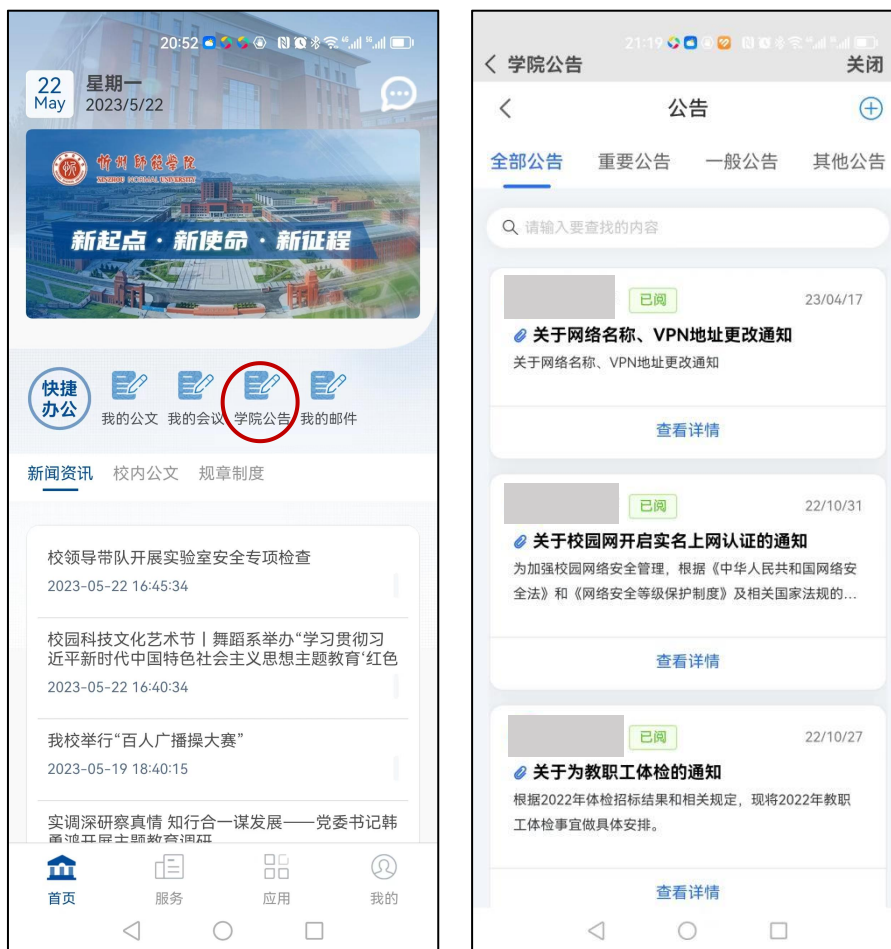 20:52
22
May
星期一
2023/5/22
忻州师范学院
XINZHOU NORMAL UNIVERSITY
新起点·新使命·新征程
快捷
办公
我的公文 我的会议 学院公告 我的邮件
新闻资讯 校内公文 规章制度
校领导带队开展实验室安全专项检查
2023-05-22 16:45:34
校园科技文化艺术节丨舞蹈系举办“学习贯彻习
近平新时代中国特色社会主义思想主题教育‘红色
2023-05-22 16:40:34
我校举行“百人广播操大赛”
2023-05-19 18:40:15
实调深研察真情 知行合一谋发展——党委书记韩
勇鸿开展主题教育调研
首页 服务 应用 我的
21:19
学院公告 关闭
公告
全部公告 重要公告 一般公告 其他公告
请输入要查找的内容
已阅 23/04/17
关于网络名称、VPN地址更改通知
关于网络名称、VPN地址更改通知
查看详情
已阅 22/10/31
关于校园网开启实名上网认证的通知
为加强校园网络安全管理，根据《中华人民共和国网络安
全法》和《网络安全等级保护制度》及相关国家法规的...
查看详情
已阅 22/10/27
关于为教职工体检的通知
根据2022年体检招标结果和相关规定，现将2022年教职
工体检事宜做具体安排。
查看详情